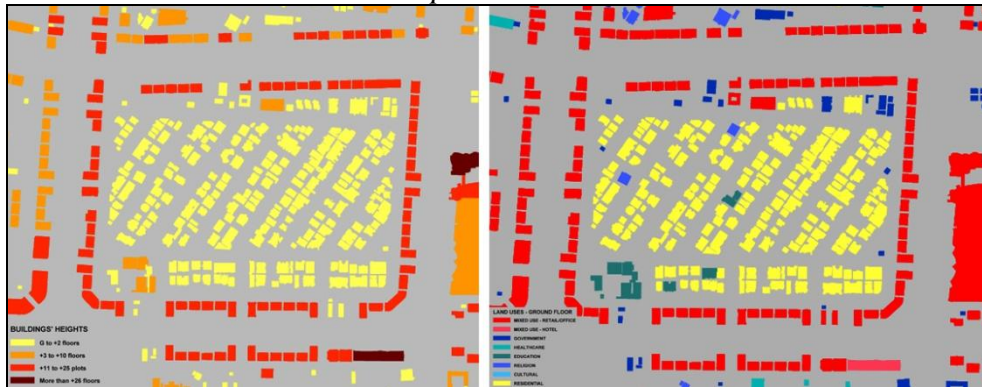 BUILDINGS' HEIGHTS
G to +2 floors
+3 to +10 floors
+11 to +25 plots
More than +26 floors
LAND USES - GROUND FLOOR
MIXED USE - RETAIL/OFFICE
MIXED USE - HOTEL
GOVERNMENT
HEALTHCARE
EDUCATION
RELIGION
CULTURAL
RESIDENTIAL